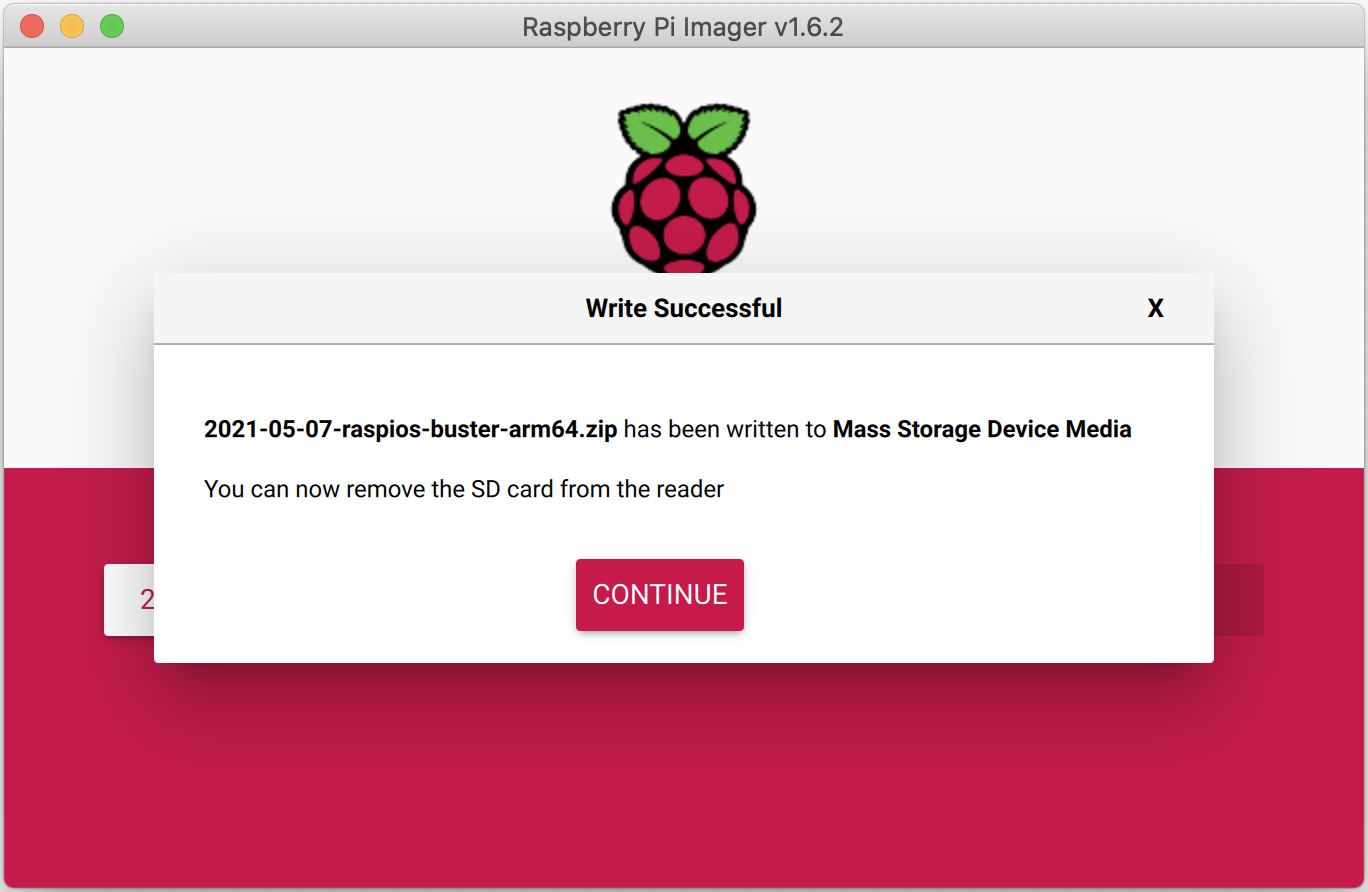 Raspberry Pi Imager v1.6.2
Write Successful
X
2021-05-07-raspios-buster-arm64.zip has been written to Mass Storage Device Media
You can now remove the SD card from the reader
2
CONTINUE